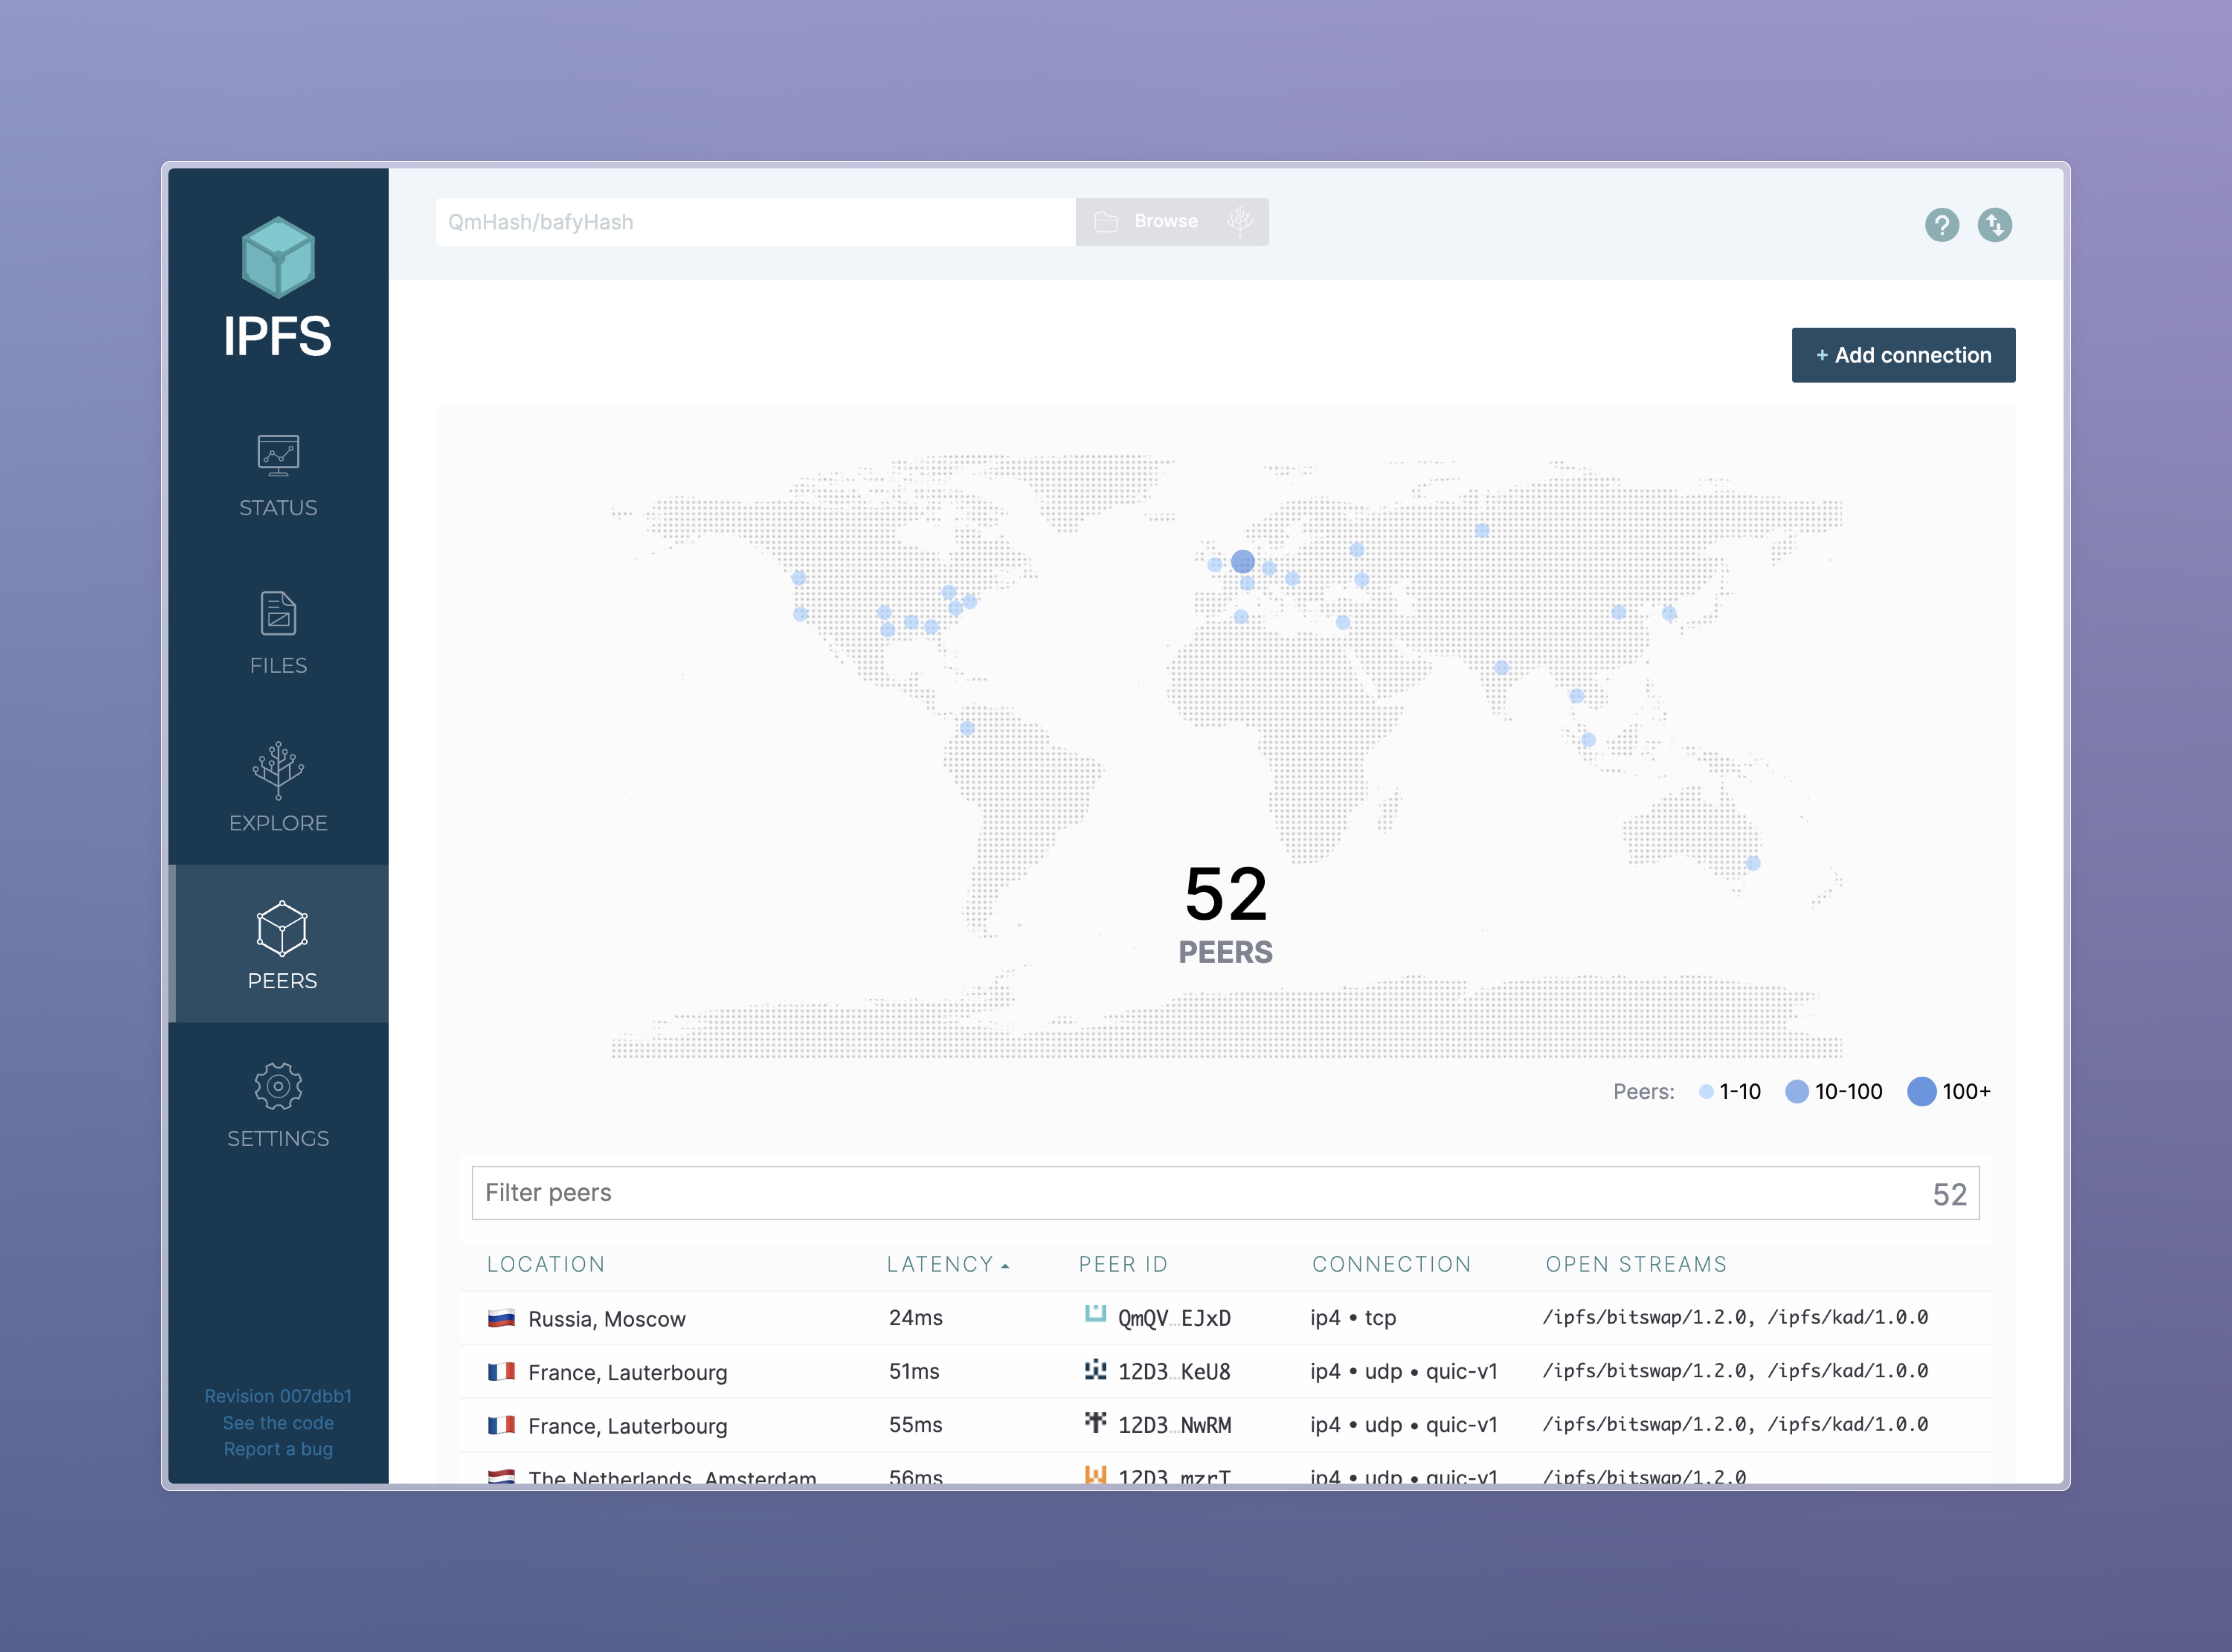 IPFS
STATUS
FILES
EXPLORE
PEERS
SETTINGS
Revision 007dbb1
See the code
Report a bug
QmHash/bafyHash
Browse
+ Add connection
52
PEERS
Peers: 1-10 10-100 100+
Filter peers 52
LOCATION LATENCY PEER ID CONNECTION OPEN STREAMS
Russia, Moscow 24ms QmQV…EJxD ip4 • tcp /ipfs/bitswap/1.2.0, /ipfs/kad/1.0.0
France, Lauterbourg 51ms 12D3…KeU8 ip4 • udp • quic-v1 /ipfs/bitswap/1.2.0, /ipfs/kad/1.0.0
France, Lauterbourg 55ms 12D3…NwRM ip4 • udp • quic-v1 /ipfs/bitswap/1.2.0, /ipfs/kad/1.0.0
The Netherlands, Amsterdam 56ms 12D3…mzrT ip4 • udp • quic-v1 /ipfs/bitswap/1.2.0